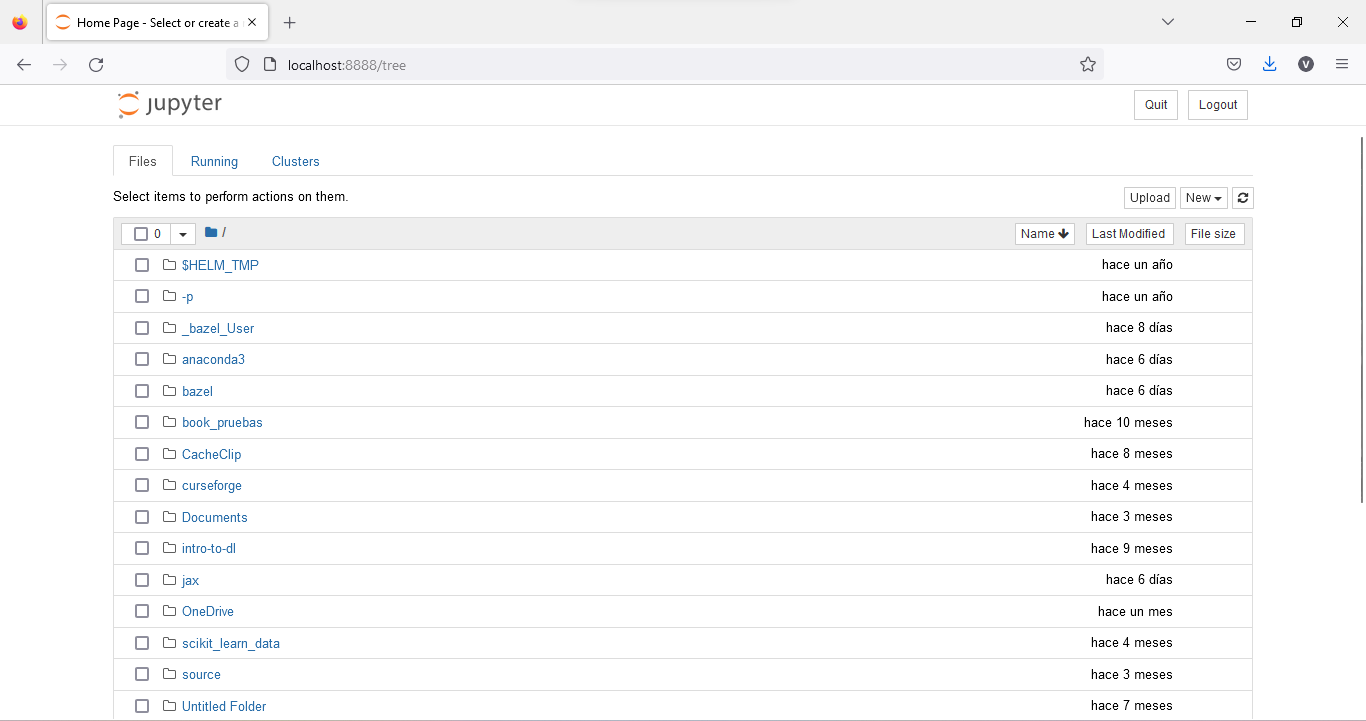 Home Page - Select or create a
localhost:8888/tree
V
jupyter
Quit
Logout
Files
Running
Clusters
Select items to perform actions on them.
Upload
New
0
/
Name
Last Modified
File size
$HELM_TMP hace un año
-p hace un año
_bazel_User hace 8 días
anaconda3 hace 6 días
bazel hace 6 días
book_pruebas hace 10 meses
CacheClip hace 8 meses
curseforge hace 4 meses
Documents hace 3 meses
intro-to-dl hace 9 meses
jax hace 6 días
OneDrive hace un mes
scikit_learn_data hace 4 meses
source hace 3 meses
Untitled Folder hace 7 meses